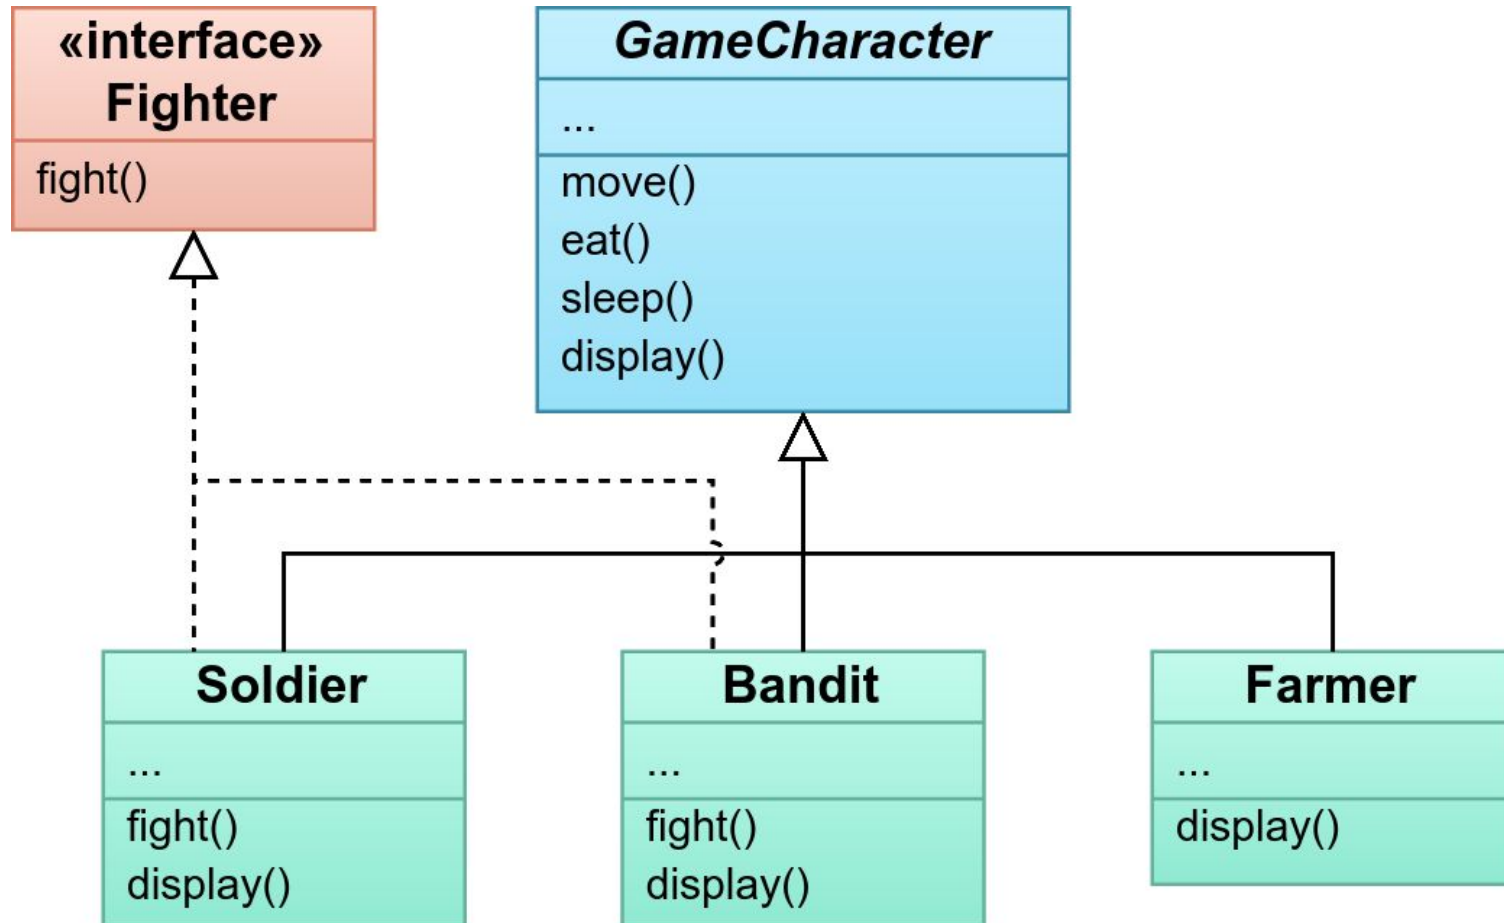 «interface»
Fighter
fight()
GameCharacter
...
move()
eat()
sleep()
display()
Soldier
...
fight()
display()
Bandit
...
fight()
display()
Farmer
...
display()